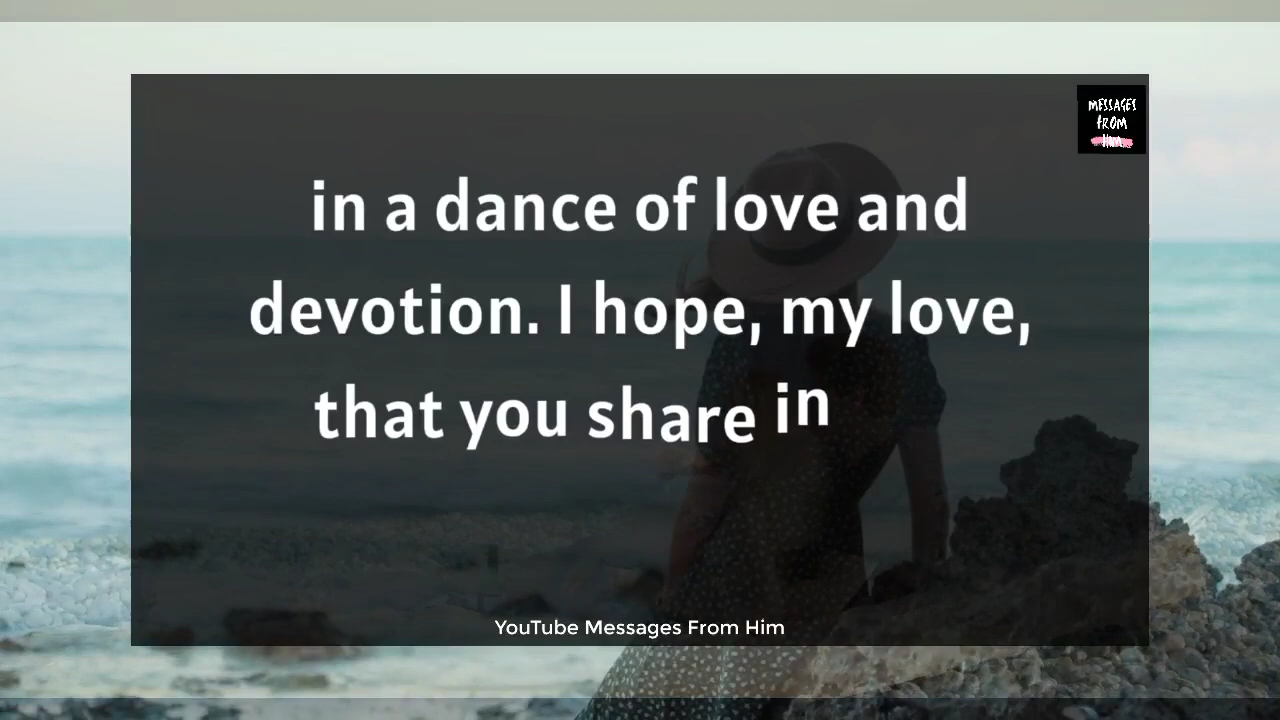 MESSAGES
FROM
Him
in a dance of love and
devotion. I hope, my love,
that you share in
YouTube Messages From Him